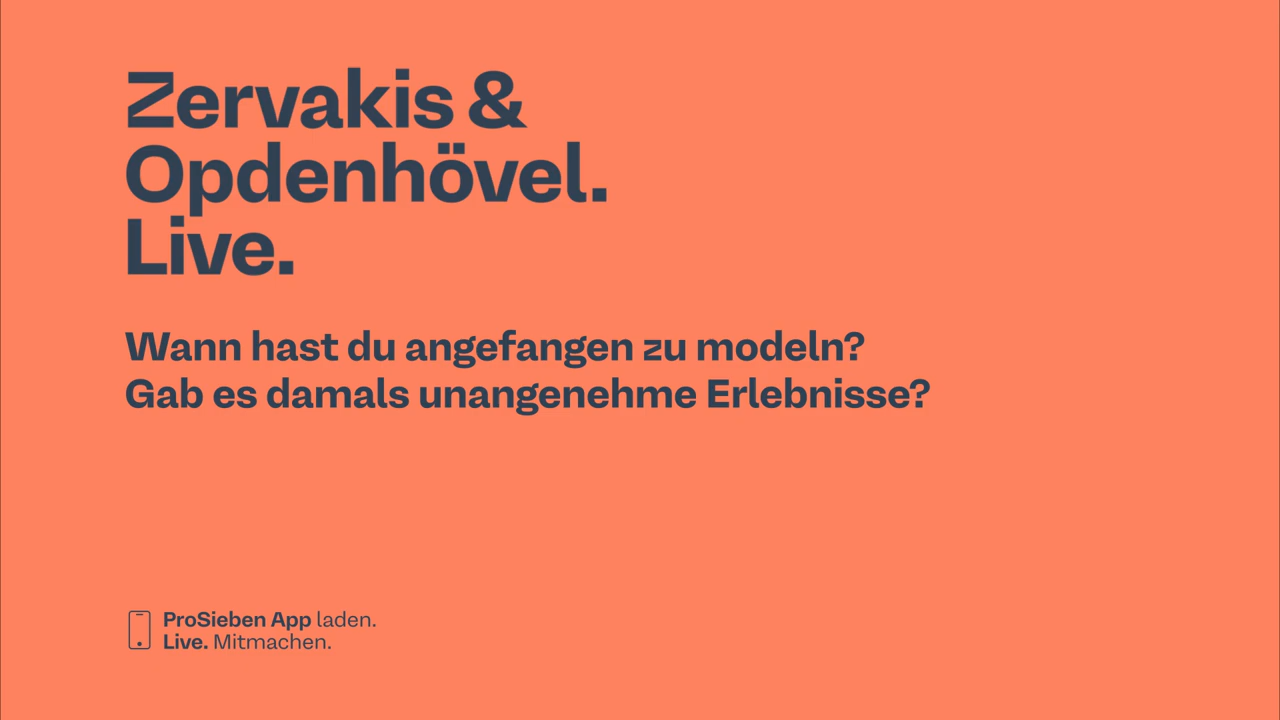 Zervakis &
Opdenhövel.
Live.
Wann hast du angefangen zu modeln?
Gab es damals unangenehme Erlebnisse?
ProSieben App laden.
Live. Mitmachen.